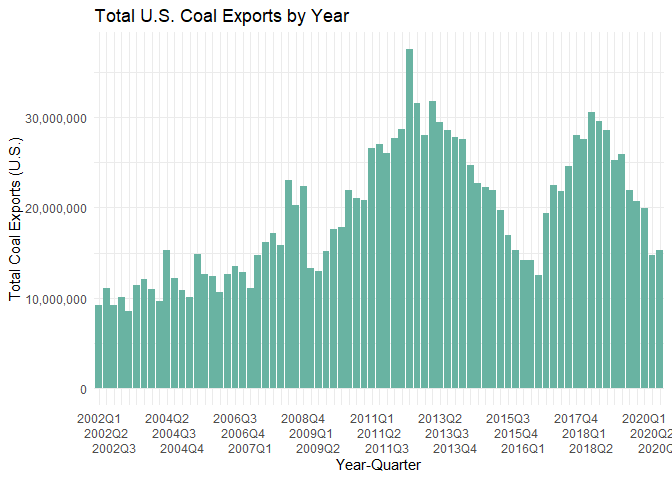 Total U.S. Coal Exports by Year
Total Coal Exports (U.S.)
30,000,000
20,000,000
10,000,000
0
2002Q1 2004Q2 2006Q3 2008Q4 2011Q1 2013Q2 2015Q3 2017Q4 2020Q1
2002Q2 2004Q3 2006Q4 2009Q1 2011Q2 2013Q3 2015Q4 2018Q1 2020Q2
2002Q3 2004Q4 2007Q1 2009Q2 2011Q3 2013Q4 2016Q1 2018Q2
Year-Quarter